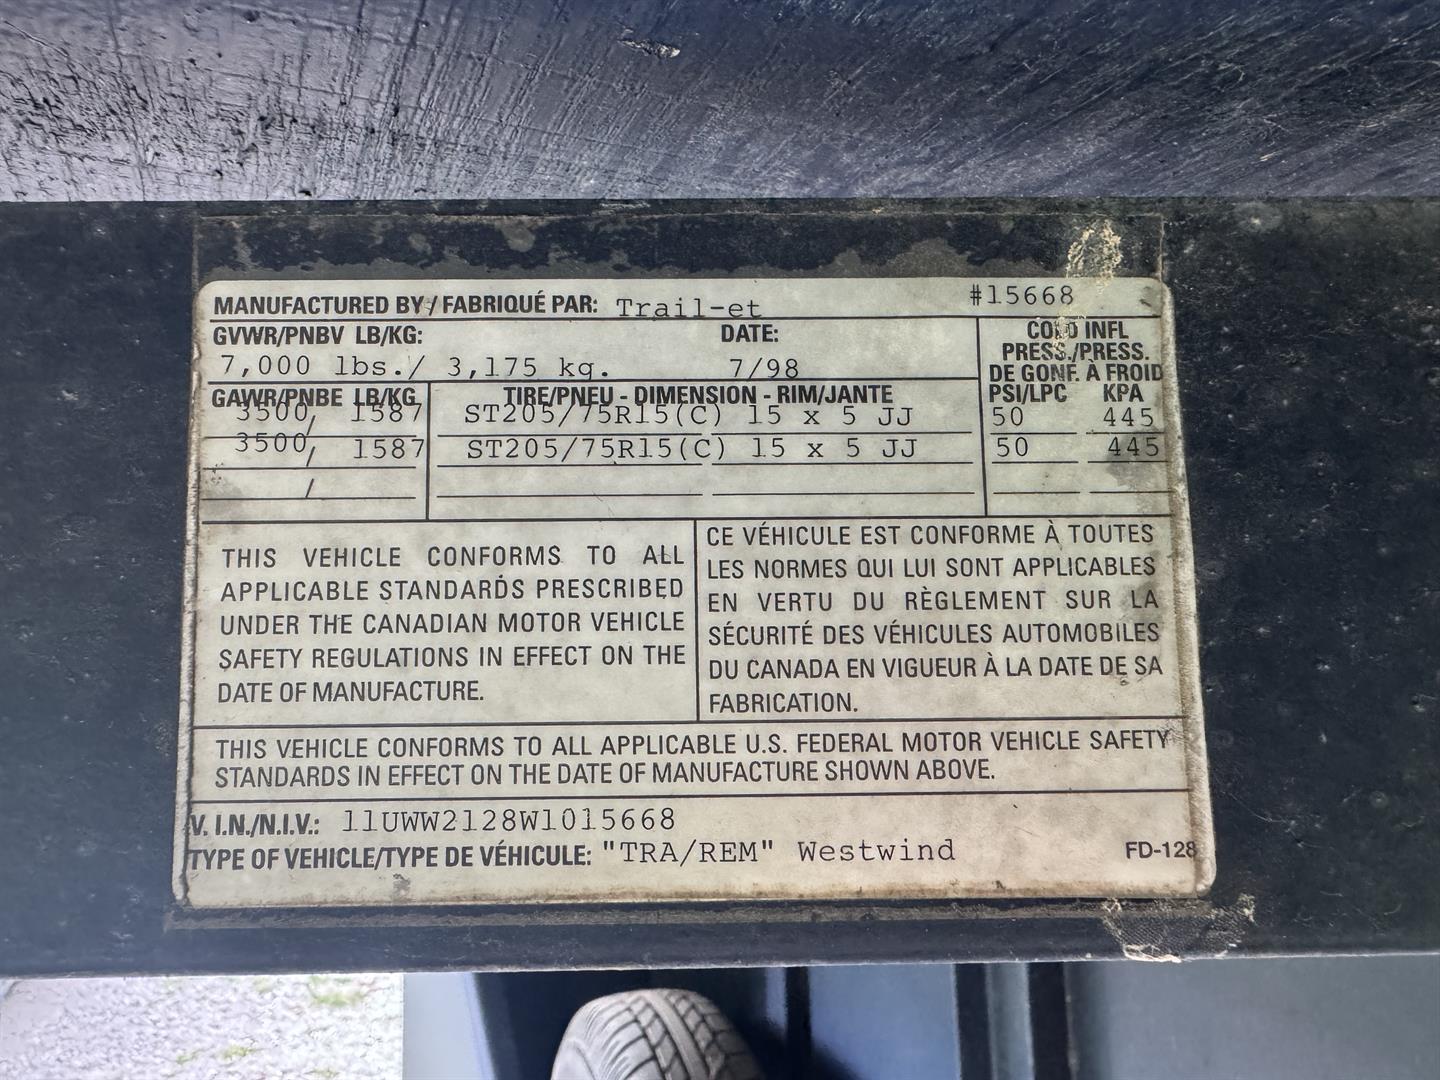 MANUFACTURED BY / FABRIQUÉ PAR: Trail-et #15668
GVWR/PNBV LB/KG: DATE:
7,000 lbs./ 3,175 kg. 7/98
COLD INFL
PRESS./PRESS.
DE GONF. À FROID
GAWR/PNBE LB/KG TIRE/PNEU - DIMENSION - RIM/JANTE PSI/LPC KPA
3500, 1587 ST205/75R15(C) 15 x 5 JJ 50 445
3500, 1587 ST205/75R15(C) 15 x 5 JJ 50 445
/
THIS VEHICLE CONFORMS TO ALL
APPLICABLE STANDARDS PRESCRIBED
UNDER THE CANADIAN MOTOR VEHICLE
SAFETY REGULATIONS IN EFFECT ON THE
DATE OF MANUFACTURE.
CE VÉHICULE EST CONFORME À TOUTES
LES NORMES QUI LUI SONT APPLICABLES
EN VERTU DU RÈGLEMENT SUR LA
SÉCURITÉ DES VÉHICULES AUTOMOBILES
DU CANADA EN VIGUEUR À LA DATE DE SA
FABRICATION.
THIS VEHICLE CONFORMS TO ALL APPLICABLE U.S. FEDERAL MOTOR VEHICLE SAFETY
STANDARDS IN EFFECT ON THE DATE OF MANUFACTURE SHOWN ABOVE.
V.I.N./N.I.V.: 11UWW2128W1015668
TYPE OF VEHICLE/TYPE DE VÉHICULE: "TRA/REM" Westwind FD-128